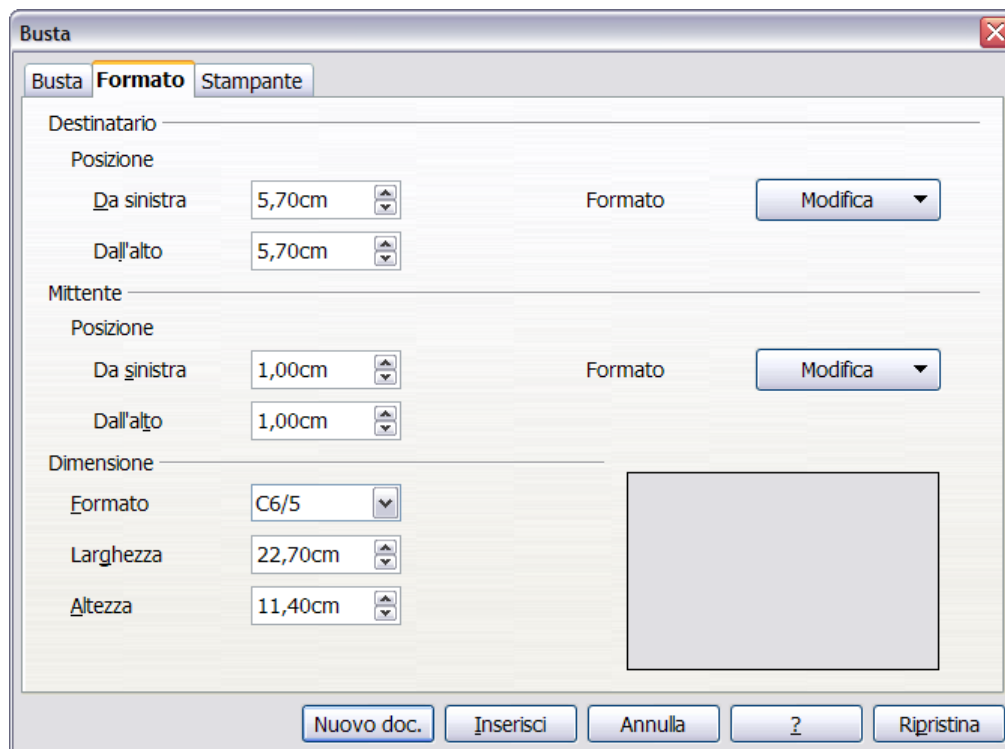 Busta
Busta Formato Stampante
Destinatario
Posizione
Da sinistra 5,70cm Formato Modifica
Dall'alto 5,70cm
Mittente
Posizione
Da sinistra 1,00cm Formato Modifica
Dall'alto 1,00cm
Dimensione
Formato C6/5
Larghezza 22,70cm
Altezza 11,40cm
Nuovo doc. Inserisci Annulla ? Ripristina